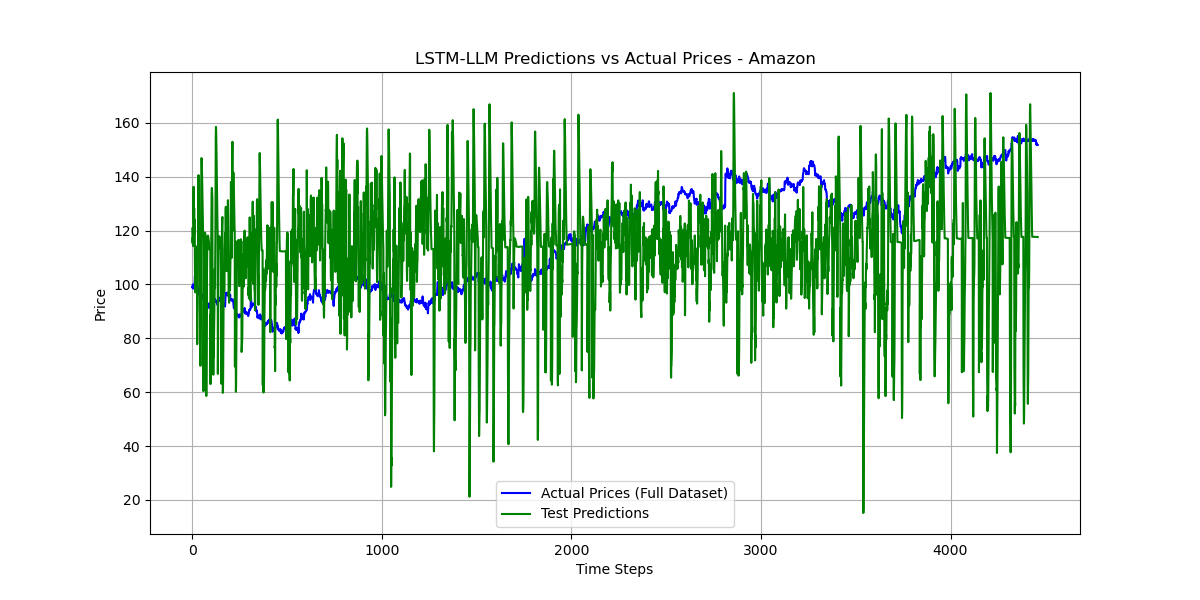 LSTM-LLM Predictions vs Actual Prices - Amazon
160
140
120
100
80
60
40
20
Price
Actual Prices (Full Dataset)
Test Predictions
0 1000 2000 3000 4000
Time Steps